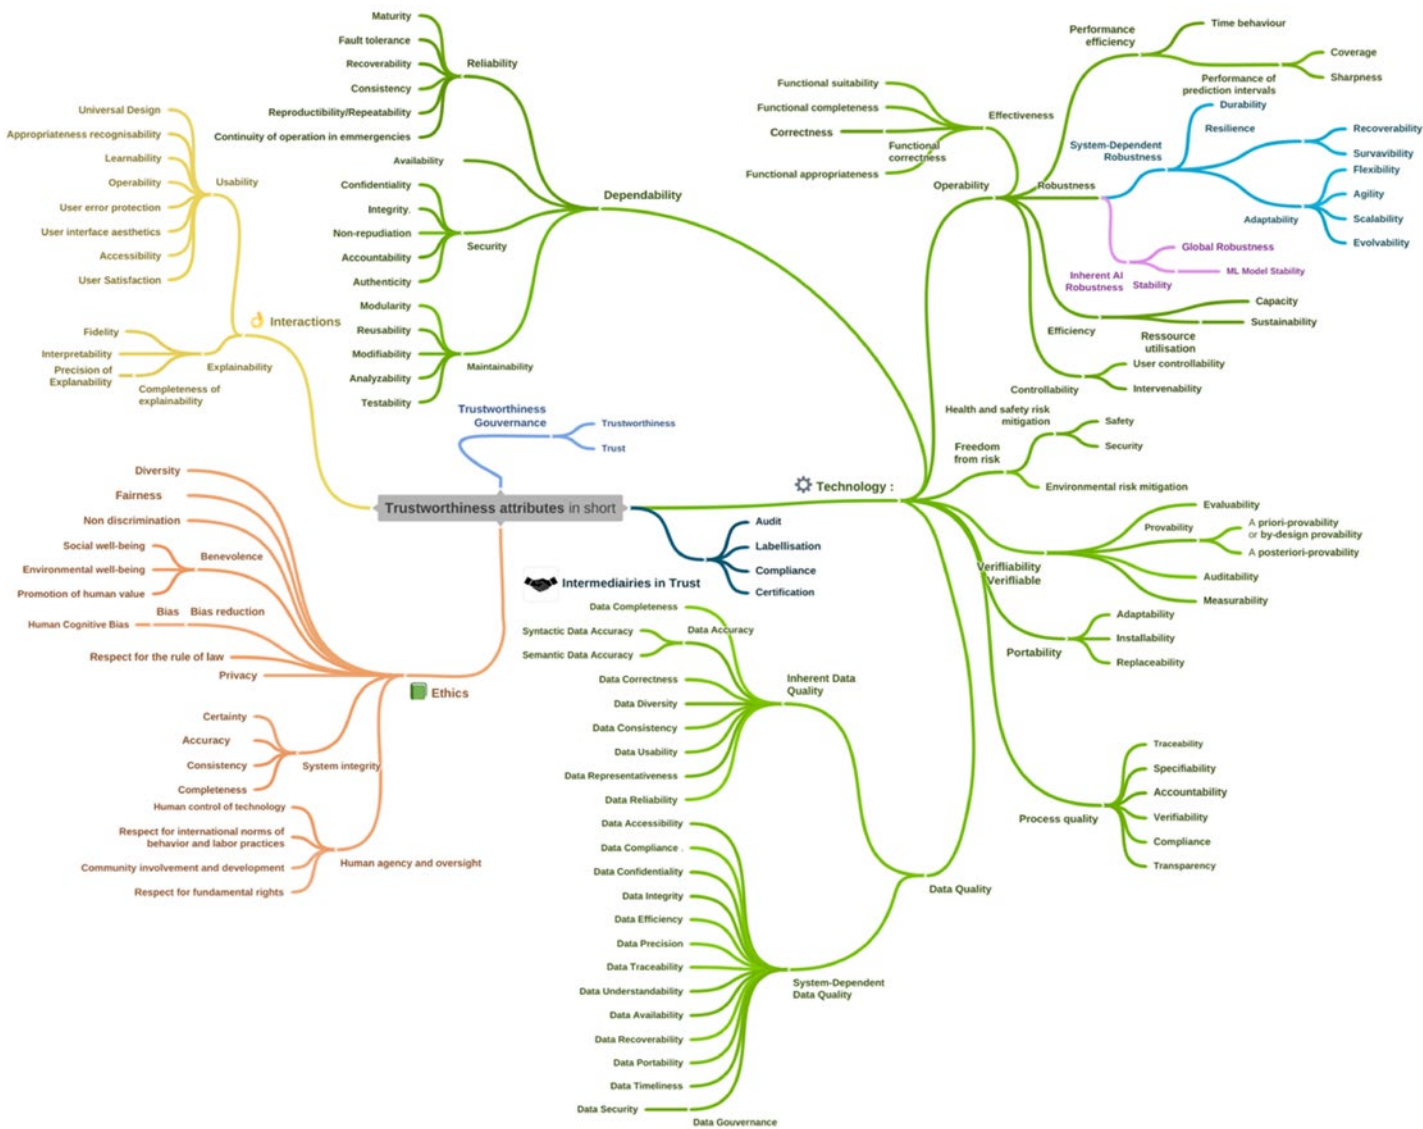 Maturity
Fault tolerance
Recoverability
Consistency
Reproductibility/Repeatability
Continuity of operation in emmergencies
Reliability
Availability
Confidentiality
Integrity.
Non-repudiation
Accountability
Authenticity
Security
Modularity
Reusability
Modifiability
Analyzability
Testability
Maintainability
Dependability
Universal Design
Appropriateness recognisability
Learnability
Operability
User error protection
User interface aesthetics
Accessibility
User Satisfaction
Usability
Interactions
Fidelity
Interpretability
Precision of
Explanability
Completeness of
explainability
Explainability
Trustworthiness
Gouvernance
Trustworthiness
Trust
Trustworthiness attributes in short
Diversity
Fairness
Non discrimination
Social well-being
Environmental well-being
Promotion of human value
Benevolence
Bias
Bias reduction
Human Cognitive Bias
Respect for the rule of law
Privacy
Ethics
Certainty
Accuracy
Consistency
Completeness
System integrity
Human control of technology
Respect for international norms of
behavior and labor practices
Community involvement and development
Respect for fundamental rights
Human agency and oversight
Intermediairies in Trust
Audit
Labellisation
Compliance
Certification
Technology :
Functional suitability
Functional completeness
Correctness
Functional
correctness
Functional appropriateness
Effectiveness
Operability
Performance
efficiency
Time behaviour
Performance of
prediction intervals
Coverage
Sharpness
Robustness
System-Dependent
Robustness
Durability
Resilience
Recoverability
Survavibility
Adaptability
Flexibility
Agility
Scalability
Evolvability
Inherent AI
Robustness
Global Robustness
Stability
ML Model Stability
Efficiency
Capacity
Ressource
utilisation
Sustainability
Controllability
User controllability
Intervenability
Freedom
from risk
Health and safety risk
mitigation
Safety
Security
Environmental risk mitigation
Verifliability
Verifliable
Evaluability
Provability
A priori-provability
or by-design provability
A posteriori-provability
Auditability
Measurability
Portability
Adaptability
Installability
Replaceability
Process quality
Traceability
Specifiability
Accountability
Verifiability
Compliance
Transparency
Data Quality
Inherent Data
Quality
Data Completeness
Data Accuracy
Syntactic Data Accuracy
Semantic Data Accuracy
Data Correctness
Data Diversity
Data Consistency
Data Usability
Data Representativeness
Data Reliability
System-Dependent
Data Quality
Data Accessibility
Data Compliance .
Data Confidentiality
Data Integrity
Data Efficiency
Data Precision
Data Traceability
Data Understandability
Data Availability
Data Recoverability
Data Portability
Data Timeliness
Data Security
Data Gouvernance